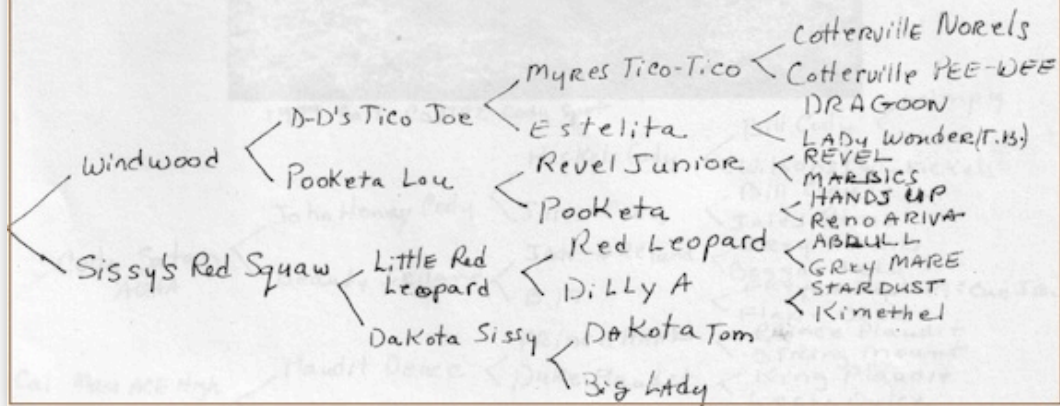 Cotterville Norels
Myres Tico-Tico
Cotterville PEE-WEE
D-D's Tico Joe
DRAGOON
Estelita
LADY Wonder (T.B.)
Windwood
Revel Junior
REVEL
MARBICS
Pooketa Lou
Pooketa
HANDS UP
Reno ARIVA
Sissy's Red Squaw
Little Red
Leopard
Red Leopard
ABDULL
GREY MARE
DiLLY A
STARDUST
Kimethel
DaKota Sissy
DaKota Tom
Big LADY